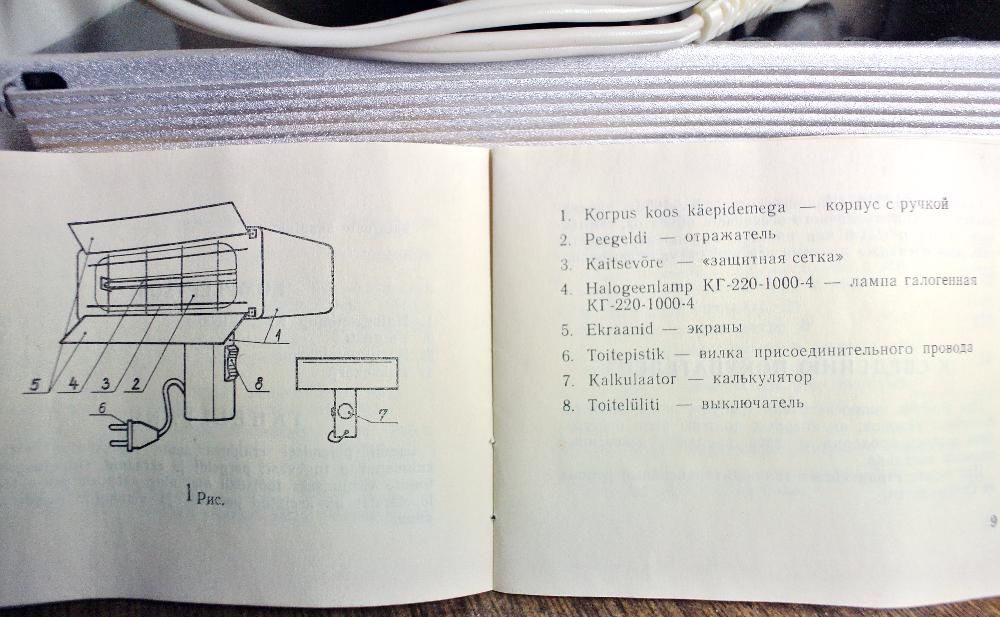 5
4
3
2
1
8
6
7
1 Рис.
1. Korpus koos käepidemega — корпус с ручкой
2. Peegeldi — отражатель
3. Kaitsevõre — «защитная сетка»
4. Halogeenlamp КГ-220-1000-4 — лампа галогенная
КГ-220-1000-4
5. Ekraanid — экраны
6. Toitepistik — вилка присоединительного провода
7. Kalkulaator — калькулятор
8. Toitelüliti — выключатель
9